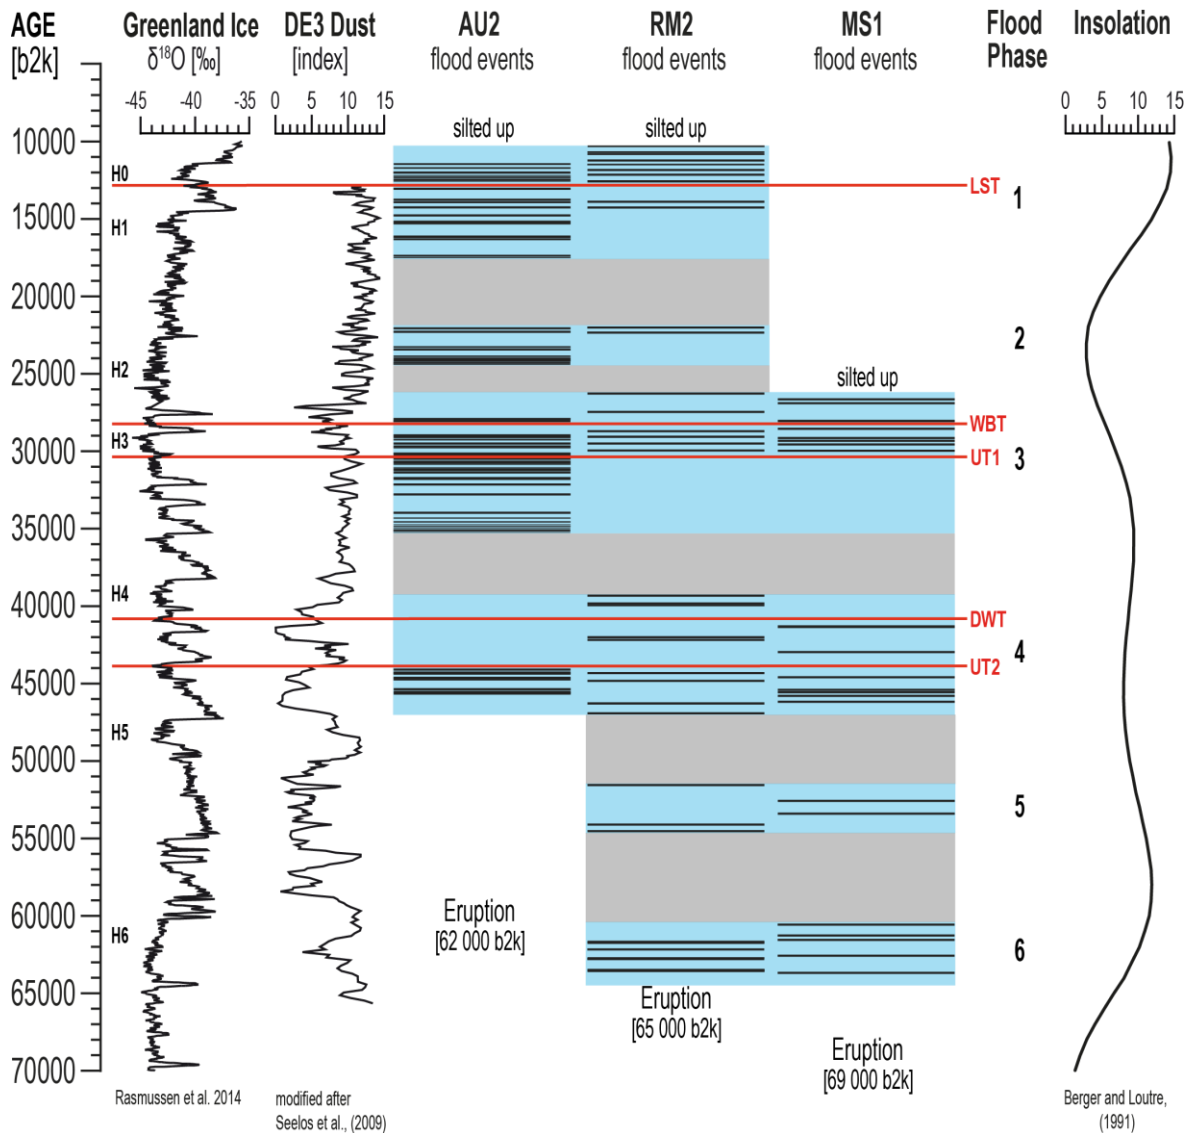 AGE
[b2k]
Greenland Ice
δ¹⁸O [‰]
-45 -40 -35
DE3 Dust
[index]
0 5 10 15
AU2
flood events
RM2
flood events
MS1
flood events
Flood
Phase
Insolation
0 5 10 15
silted up
silted up
10000
H0
LST
1
15000
H1
20000
2
25000
H2
silted up
WBT
H3
30000
UT1
3
35000
H4
40000
DWT
4
UT2
45000
H5
50000
5
55000
60000
Eruption
[62 000 b2k]
H6
6
65000
Eruption
[65 000 b2k]
70000
Eruption
[69 000 b2k]
Rasmussen et al. 2014
modified after
Seelos et al., (2009)
Berger and Loutre,
(1991)